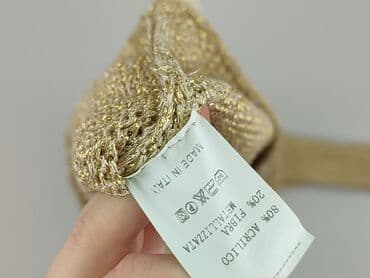 80% ACRILICO
20% FIBRA
METALLIZZATA
MADE IN ITALY